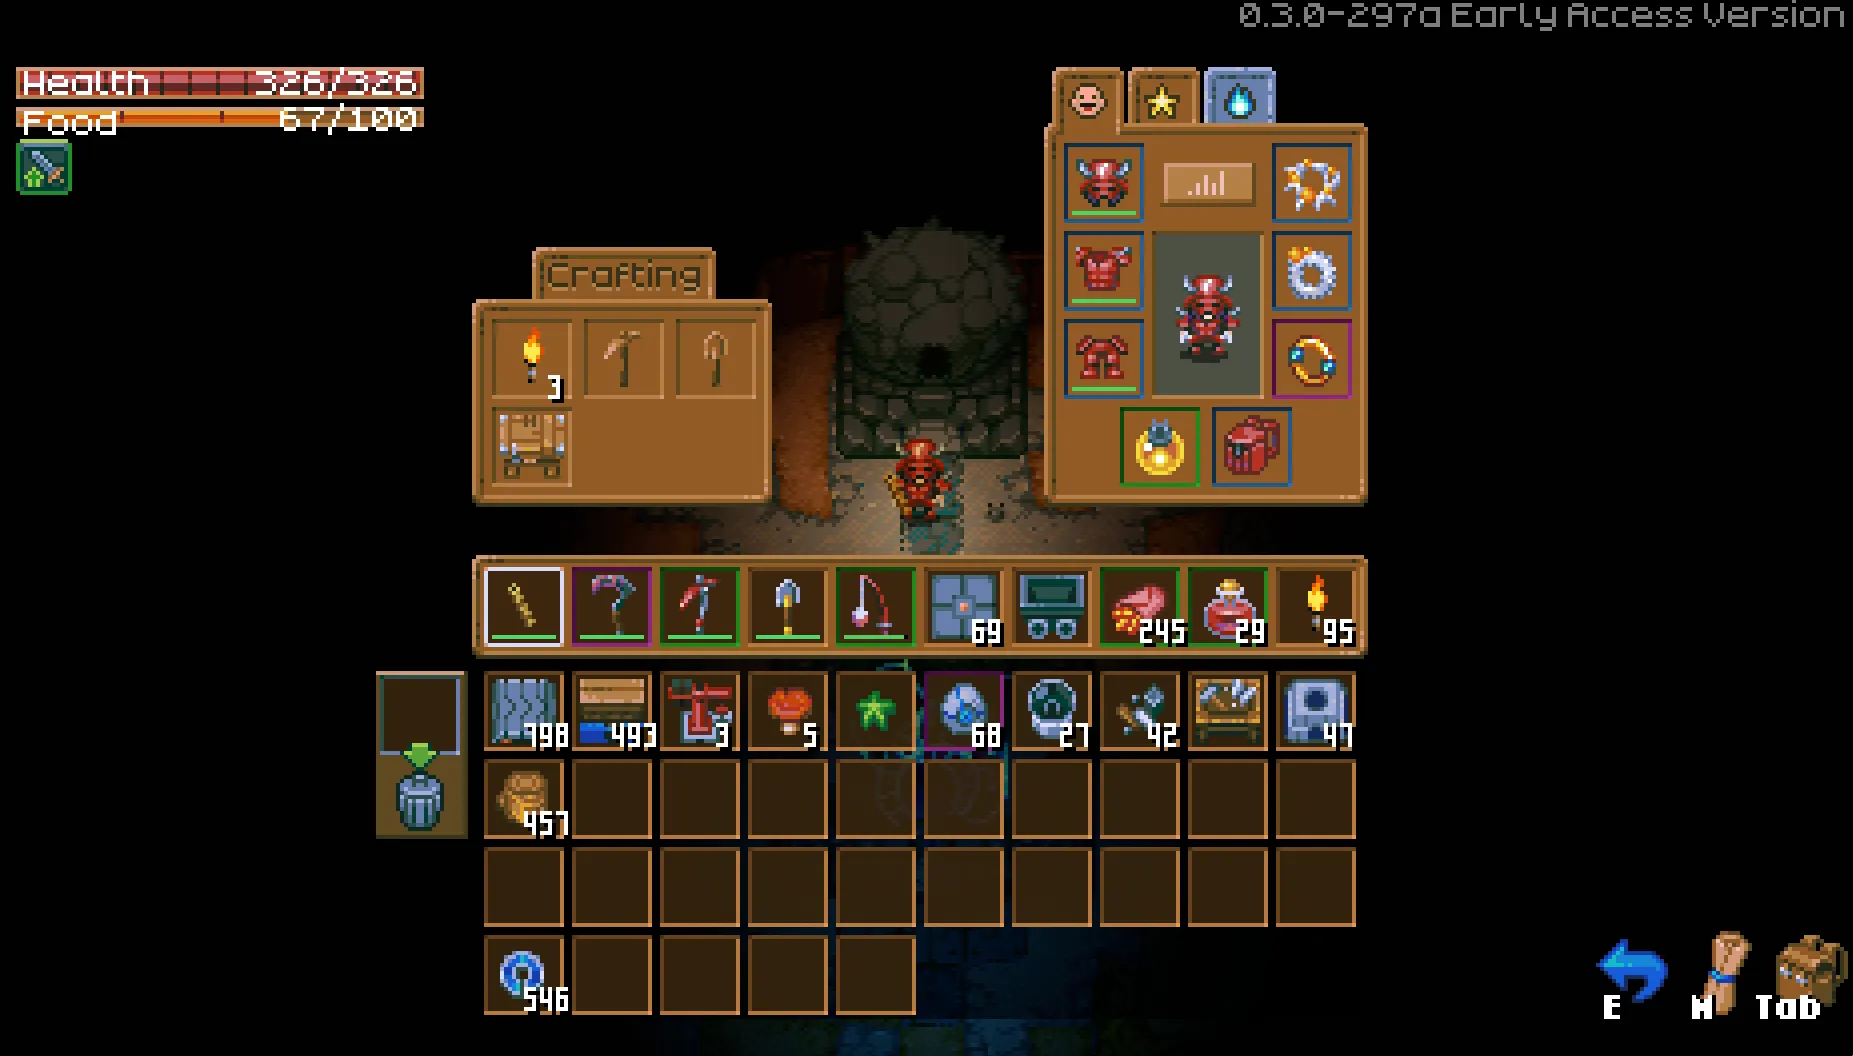 0.3.0-297a Early Access Version
Health 326/326
Food 67/100
Crafting
3
69 245 29 95
498 493 3 5 68 27 42 47
457
546
E M Tab